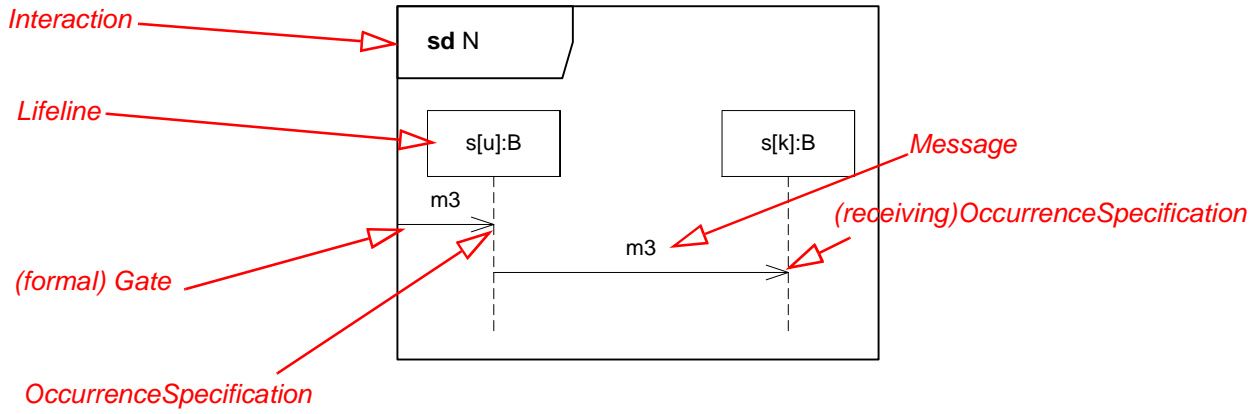 Interaction
sd N
Lifeline
s[u]:B
s[k]:B
Message
m3
(receiving)OccurrenceSpecification
m3
(formal) Gate
OccurrenceSpecification